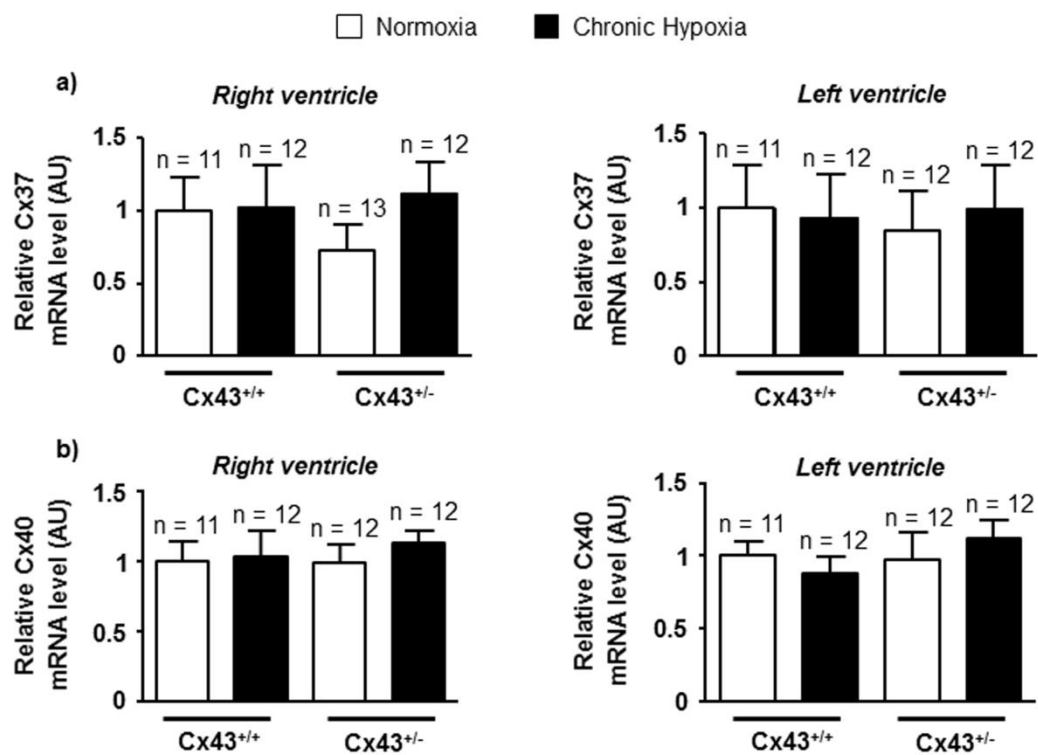 Normoxia Chronic Hypoxia
a)
Right ventricle
Relative Cx37
mRNA level (AU)
1.5
1
0.5
0
n = 11 n = 12 n = 13 n = 12
Cx43+/+ Cx43+/-
Left ventricle
Relative Cx37
mRNA level (AU)
1.5
1
0.5
0
n = 11 n = 12 n = 12 n = 12
Cx43+/+ Cx43+/-
b)
Right ventricle
Relative Cx40
mRNA level (AU)
1.5
1
0.5
0
n = 11 n = 12 n = 12 n = 12
Cx43+/+ Cx43+/-
Left ventricle
Relative Cx40
mRNA level (AU)
1.5
1
0.5
0
n = 11 n = 12 n = 12 n = 12
Cx43+/+ Cx43+/-